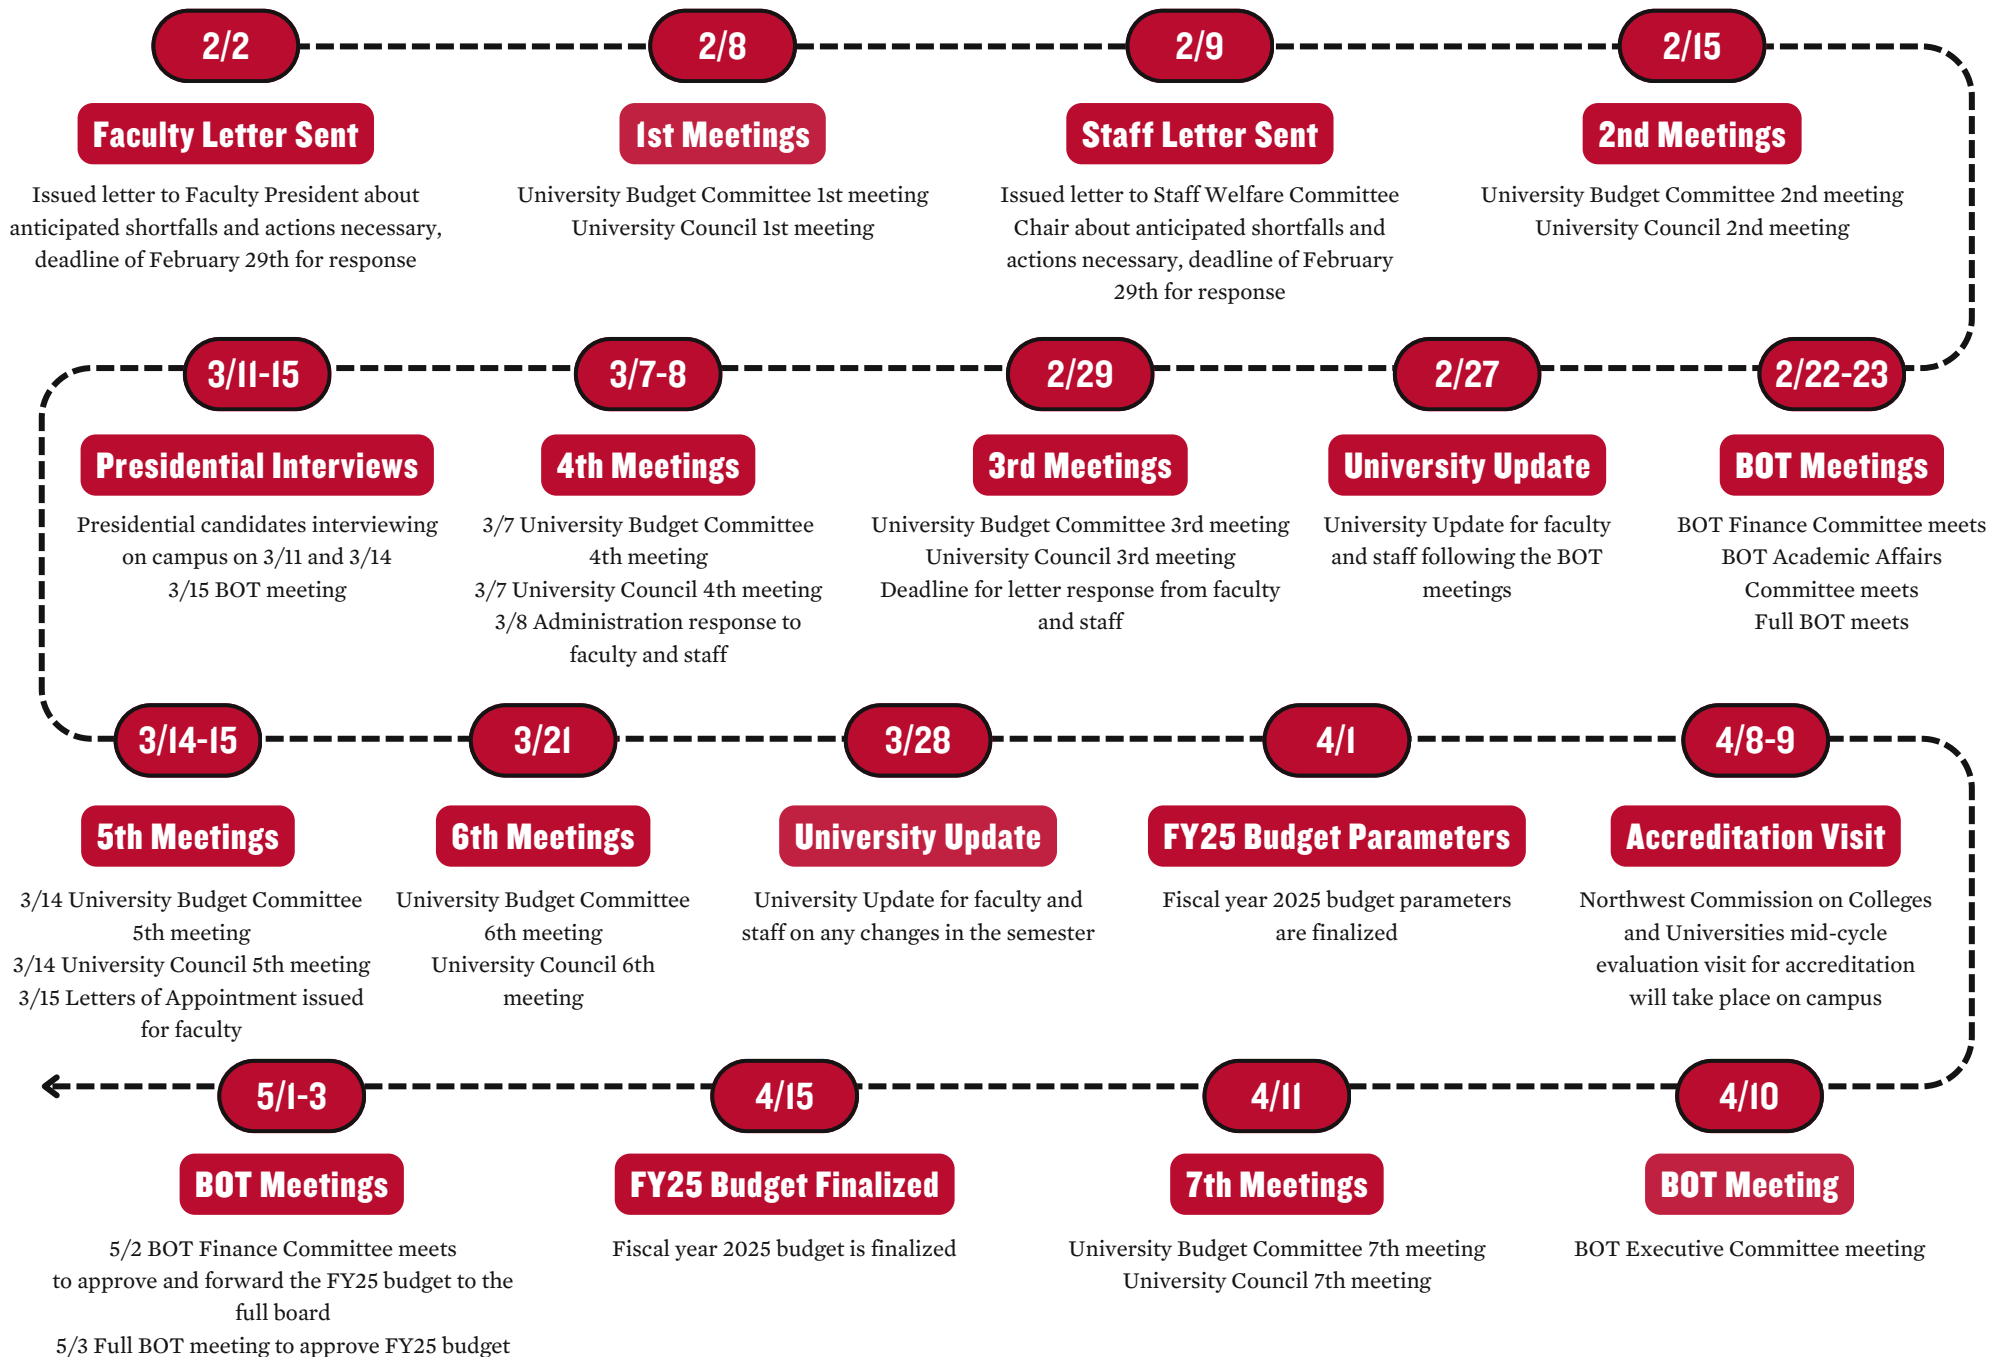 2/2
Faculty Letter Sent
Issued letter to Faculty President about
anticipated shortfalls and actions necessary,
deadline of February 29th for response
2/8
1st Meetings
University Budget Committee 1st meeting
University Council 1st meeting
2/9
Staff Letter Sent
Issued letter to Staff Welfare Committee
Chair about anticipated shortfalls and
actions necessary, deadline of February
29th for response
2/15
2nd Meetings
University Budget Committee 2nd meeting
University Council 2nd meeting
2/22-23
BOT Meetings
BOT Finance Committee meets
BOT Academic Affairs
Committee meets
Full BOT meets
2/27
University Update
University Update for faculty
and staff following the BOT
meetings
2/29
3rd Meetings
University Budget Committee 3rd meeting
University Council 3rd meeting
Deadline for letter response from faculty
and staff
3/7-8
4th Meetings
3/7 University Budget Committee
4th meeting
3/7 University Council 4th meeting
3/8 Administration response to
faculty and staff
3/11-15
Presidential Interviews
Presidential candidates interviewing
on campus on 3/11 and 3/14
3/15 BOT meeting
3/14-15
5th Meetings
3/14 University Budget Committee
5th meeting
3/14 University Council 5th meeting
3/15 Letters of Appointment issued
for faculty
3/21
6th Meetings
University Budget Committee
6th meeting
University Council 6th
meeting
3/28
University Update
University Update for faculty and
staff on any changes in the semester
4/1
FY25 Budget Parameters
Fiscal year 2025 budget parameters
are finalized
4/8-9
Accreditation Visit
Northwest Commission on Colleges
and Universities mid-cycle
evaluation visit for accreditation
will take place on campus
4/10
BOT Meeting
BOT Executive Committee meeting
4/11
7th Meetings
University Budget Committee 7th meeting
University Council 7th meeting
4/15
FY25 Budget Finalized
Fiscal year 2025 budget is finalized
5/1-3
BOT Meetings
5/2 BOT Finance Committee meets
to approve and forward the FY25 budget to the
full board
5/3 Full BOT meeting to approve FY25 budget